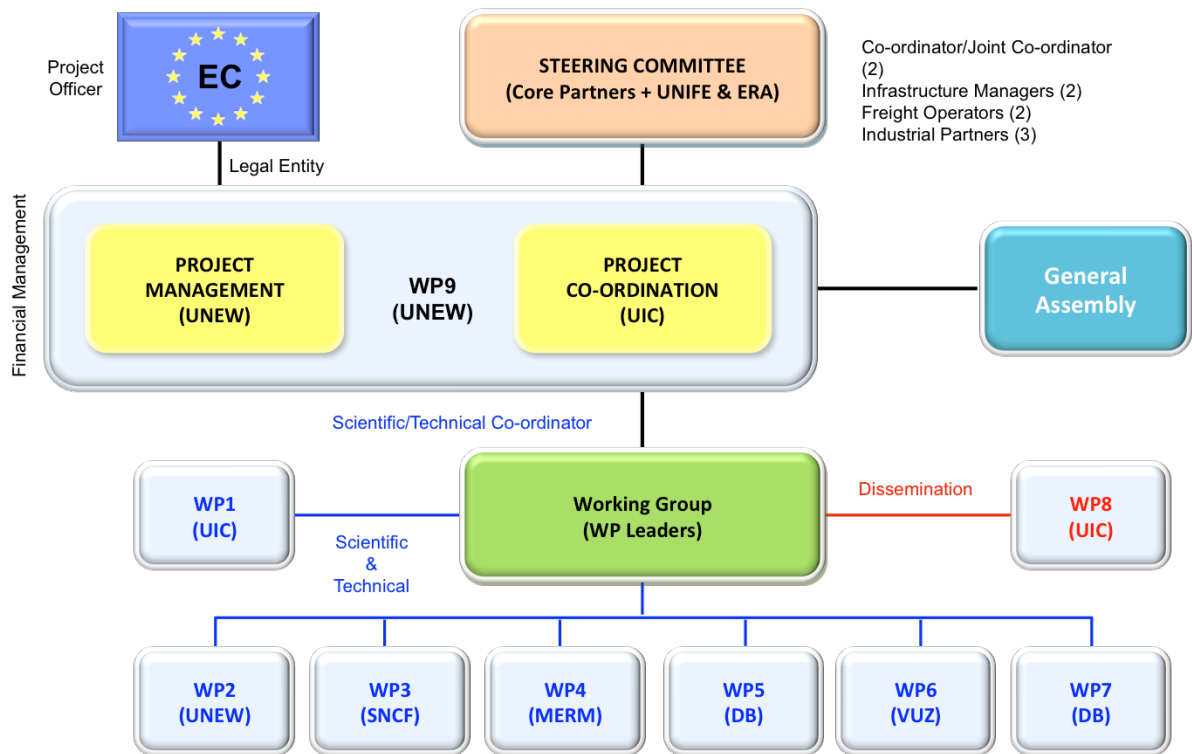 Project
Officer
EC
STEERING COMMITTEE
(Core Partners + UNIFE & ERA)
Co-ordinator/Joint Co-ordinator
(2)
Infrastructure Managers (2)
Freight Operators (2)
Industrial Partners (3)
Legal Entity
Financial Management
PROJECT
MANAGEMENT
(UNEW)
WP9
(UNEW)
PROJECT
CO-ORDINATION
(UIC)
General
Assembly
Scientific/Technical Co-ordinator
WP1
(UIC)
Scientific
&
Technical
Working Group
(WP Leaders)
Dissemination
WP8
(UIC)
WP2
(UNEW)
WP3
(SNCF)
WP4
(MERM)
WP5
(DB)
WP6
(VUZ)
WP7
(DB)